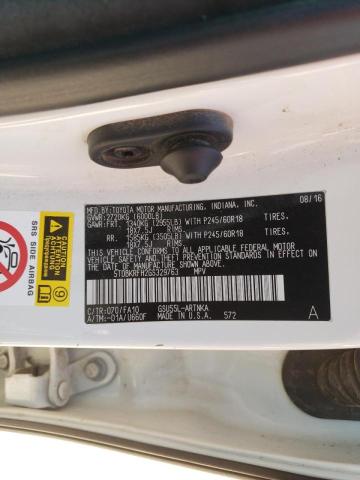 MFD. BY:TOYOTA MOTOR MANUFACTURING, INDIANA, INC. 08/16
GVWR:2720KG (6000LB)
GAWR:FRT. 1340KG (2955LB) WITH P245/60R18 TIRES,
18X7.5J RIMS
RR. 1585KG (3505LB) WITH P245/60R18 TIRES,
18X7.5J RIMS
THIS VEHICLE CONFORMS TO ALL APPLICABLE FEDERAL MOTOR
VEHICLE SAFETY, BUMPER, AND THEFT PREVENTION STANDARDS IN
EFFECT ON THE DATE OF MANUFACTURE SHOWN ABOVE.
5TDBKRFH2GS329763 MPV
C/TR:070/FA10 GSU55L-ARTNKA
A/TM:-01A/U660F MADE IN U.S.A. 572 A
SRS SIDE AIRBAG
CAUTION
ATTENTION